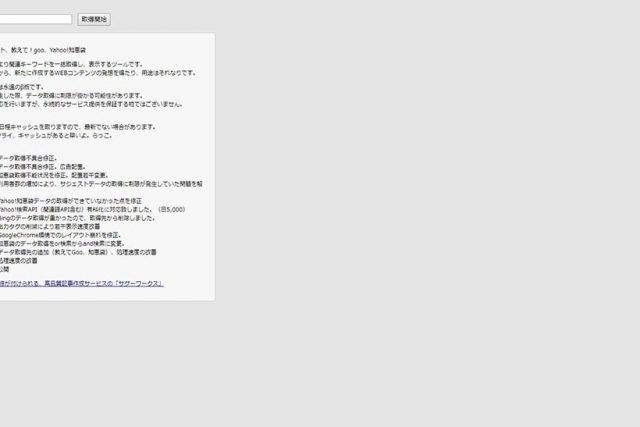 取得開始
ト、教えて！goo、Yahoo!知恵袋
より関連キーワードを一括取得し、表示するツールです。
から、新たに作成するWEBコンテンツの発想を得たり、用途はそれなりです。
は永遠のβ版です。
生した際、データ取得に制限が掛かる可能性があります。
応を行いますが、永続的なサービス提供を保証する物ではございません。
日程キャッシュを取りますので、最新でない場合があります。
ライ、キャッシュがあると早いよ。らっこ。
データ取得不具合修正。
データ取得不具合修正。広告配置。
知恵袋取得不能状況を修正。配置若干変更。
利用者数の増加により、サジェストデータの取得に制限が発生していた問題を解
Yahoo!知恵袋データの取得ができていなかった点を修正
Yahoo!検索API（関連語API含む）有料化に対応致しました。（日5,000）
Bingのデータ取得が重かったので、取得先から削除しました。
出力タグの削減により若干表示速度改善
GoogleChrome環境でのレイアウト崩れを修正。
知恵袋のデータ取得をor検索からand検索に変更。
データ取得先の追加（教えてGoo、知恵袋）、処理速度の改善
処理速度の改善
公開
様が付けられる、高品質記事作成サービスの「サグーワークス」